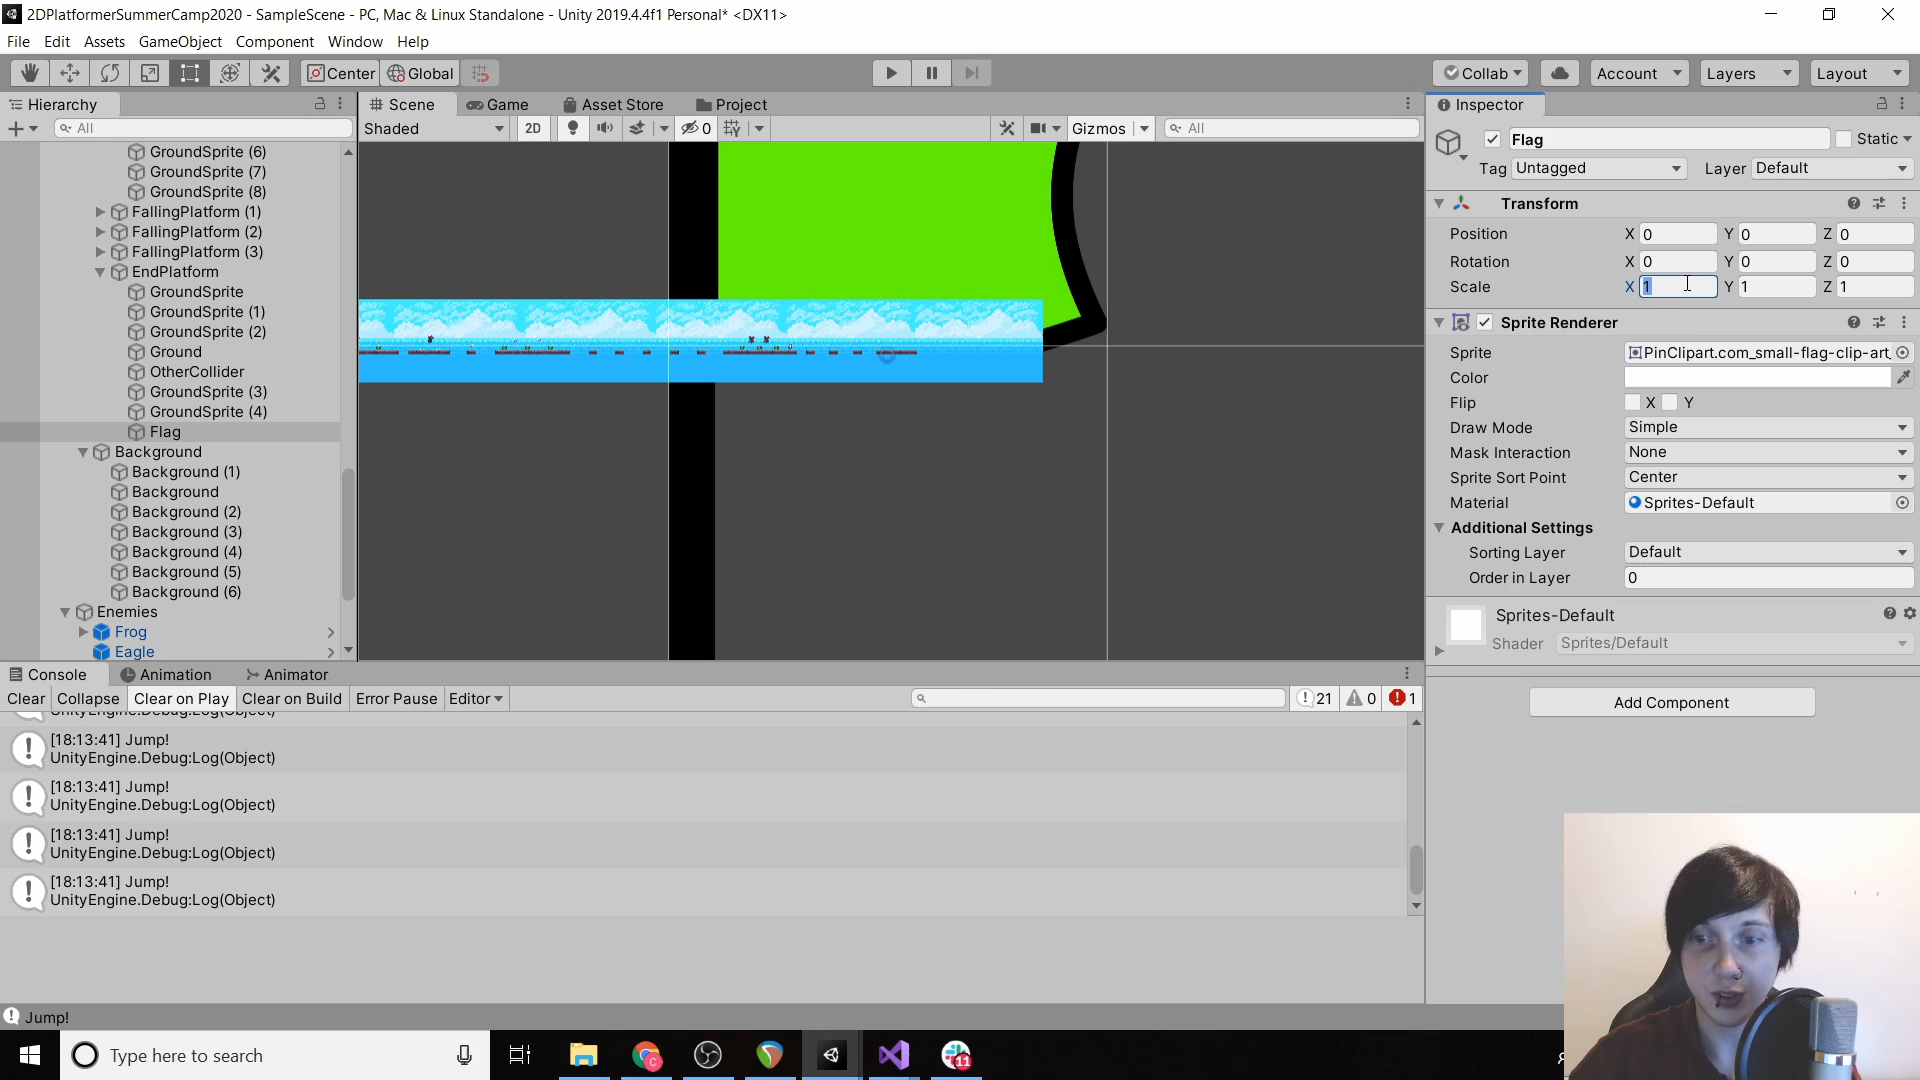 2DPlatformerSummerCamp2020 - SampleScene - PC, Mac & Linux Standalone - Unity 2019.4.4f1 Personal* <DX11>
File Edit Assets GameObject Component Window Help
Center Global Collab Account Layers Layout
Hierarchy
All
GroundSprite (6)
GroundSprite (7)
GroundSprite (8)
FallingPlatform (1)
FallingPlatform (2)
FallingPlatform (3)
EndPlatform
GroundSprite
GroundSprite (1)
GroundSprite (2)
Ground
OtherCollider
GroundSprite (3)
GroundSprite (4)
Flag
Background
Background (1)
Background
Background (2)
Background (3)
Background (4)
Background (5)
Background (6)
Enemies
Frog
Eagle
Scene Game Asset Store Project
Shaded 2D 0 Gizmos All
Inspector
Flag Static
Tag Untagged Layer Default
Transform
Position X 0 Y 0 Z 0
Rotation X 0 Y 0 Z 0
Scale X 1 Y 1 Z 1
Sprite Renderer
Sprite PinClipart.com_small-flag-clip-art_
Color
Flip X Y
Draw Mode Simple
Mask Interaction None
Sprite Sort Point Center
Material Sprites-Default
Additional Settings
Sorting Layer Default
Order in Layer 0
Sprites-Default
Shader Sprites/Default
Add Component
Console Animation Animator
Clear Collapse Clear on Play Clear on Build Error Pause Editor 21 0 1
UnityEngine.Debug:Log(Object)
[18:13:41] Jump!
UnityEngine.Debug:Log(Object)
[18:13:41] Jump!
UnityEngine.Debug:Log(Object)
[18:13:41] Jump!
UnityEngine.Debug:Log(Object)
[18:13:41] Jump!
UnityEngine.Debug:Log(Object)
Jump!
Type here to search
11